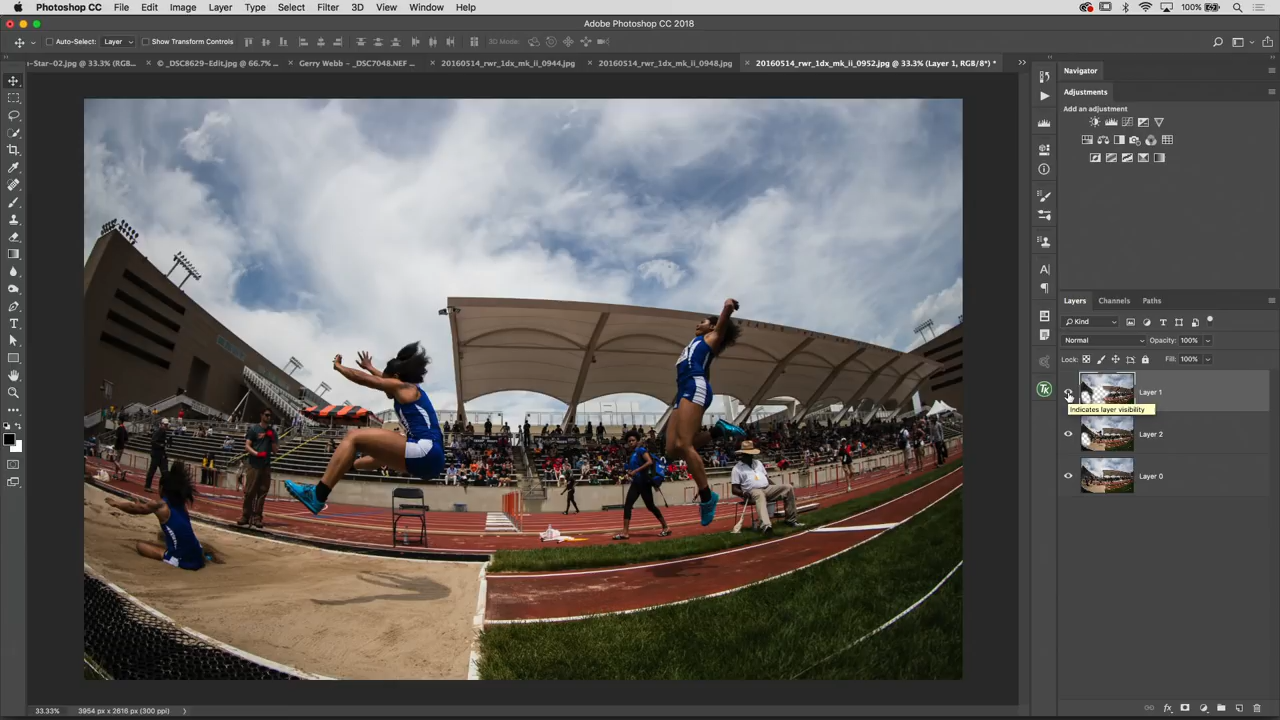 Photoshop CC File Edit Image Layer Type Select Filter 3D View Window Help 100%
Adobe Photoshop CC 2018
Auto-Select: Layer Show Transform Controls 3D Mode:
-Star-02.jpg @ 33.3% (RGB... × © _DSC8629-Edit.jpg @ 66.7% ... × Gerry Webb - _DSC7048.NEF ... × 20160514_rwr_1dx_mk_ii_0944.jpg × 20160514_rwr_1dx_mk_ii_0948.jpg × 20160514_rwr_1dx_mk_ii_0952.jpg @ 33.3% (Layer 1, RGB/8*) *
Navigator
Adjustments
Add an adjustment
Layers Channels Paths
Kind
Normal Opacity: 100%
Lock: Fill: 100%
Layer 1
Indicates layer visibility
Layer 2
Layer 0
TK
33.33% 3954 px x 2616 px (300 ppi)